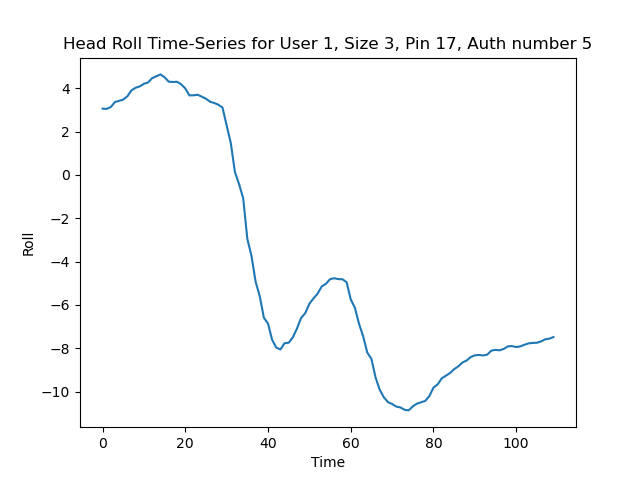 Head Roll Time-Series for User 1, Size 3, Pin 17, Auth number 5
4
2
0
−2
−4
−6
−8
−10
Roll
0 20 40 60 80 100
Time